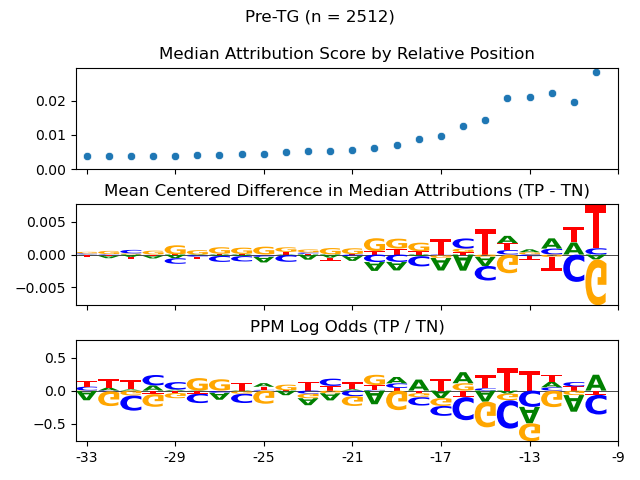 Pre-TG (n = 2512)
Median Attribution Score by Relative Position
0.02
0.01
0.00
Mean Centered Difference in Median Attributions (TP - TN)
0.005
0.000
−0.005
PPM Log Odds (TP / TN)
0.5
0.0
−0.5
-33 -29 -25 -21 -17 -13 -9